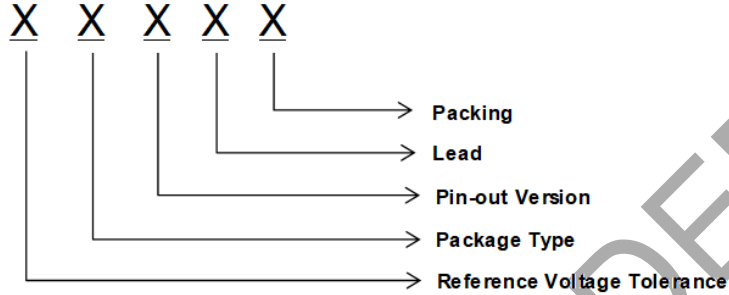 X X X X X
Packing
Lead
Pin-out Version
Package Type
Reference Voltage Tolerance